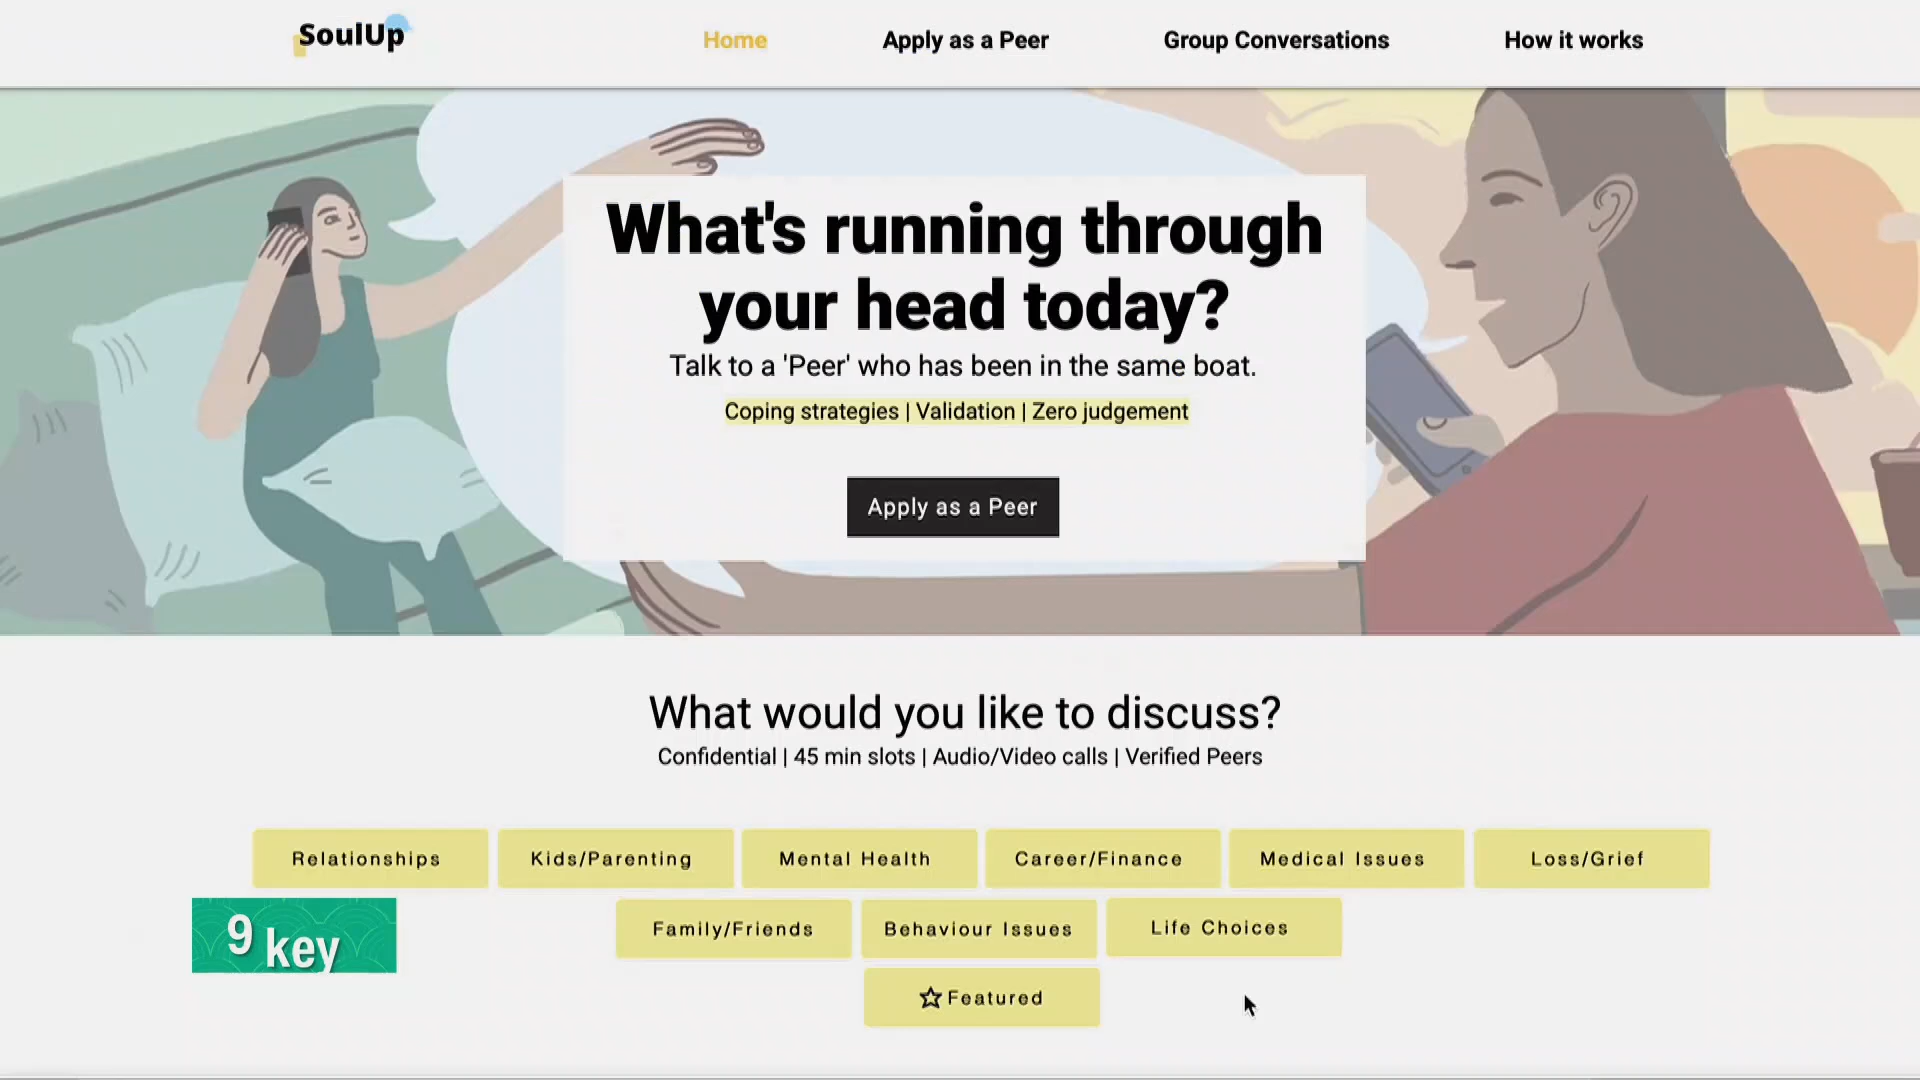 SoulUp
Home
Apply as a Peer
Group Conversations
How it works
What's running through
your head today?
Talk to a 'Peer' who has been in the same boat.
Coping strategies | Validation | Zero judgement
Apply as a Peer
What would you like to discuss?
Confidential | 45 min slots | Audio/Video calls | Verified Peers
Relationships
Kids/Parenting
Mental Health
Career/Finance
Medical Issues
Loss/Grief
9 key
Family/Friends
Behaviour Issues
Life Choices
Featured